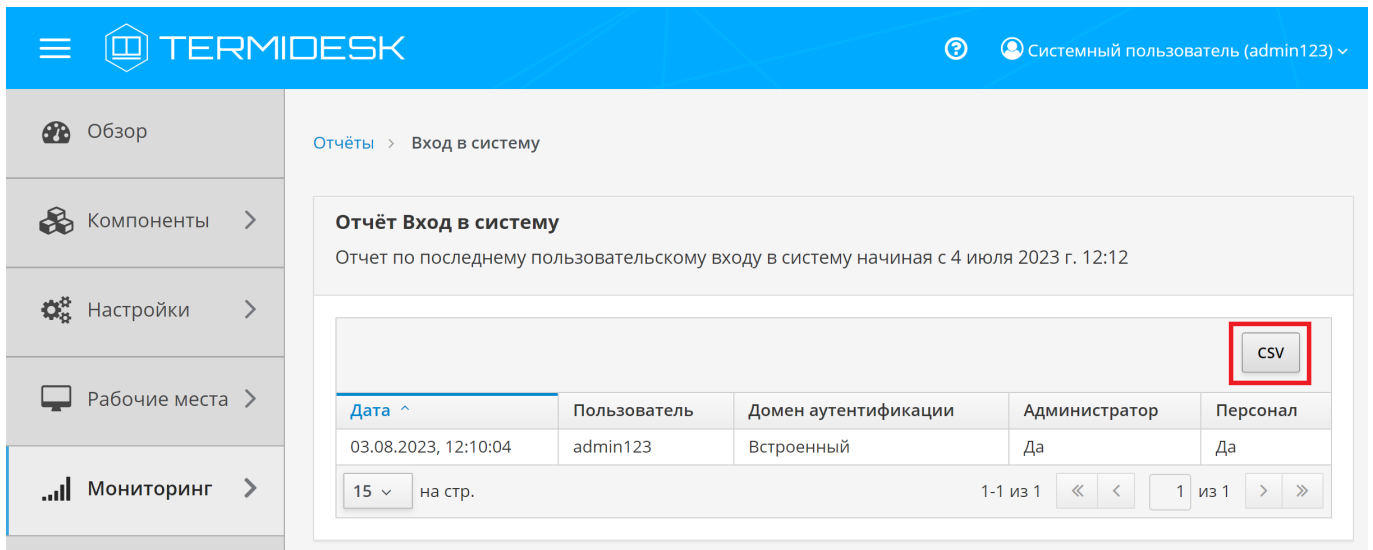 TERMIDESK
Системный пользователь (admin123)
Обзор
Компоненты
Настройки
Рабочие места
Мониторинг
Отчёты > Вход в систему
Отчёт Вход в систему
Отчет по последнему пользовательскому входу в систему начиная с 4 июля 2023 г. 12:12
CSV
Дата Пользователь Домен аутентификации Администратор Персонал
03.08.2023, 12:10:04 admin123 Встроенный Да Да
15 на стр. 1-1 из 1 « < 1 из 1 > »